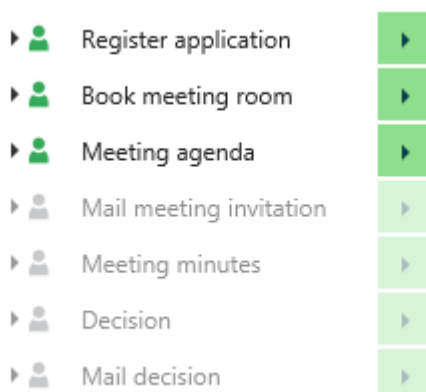 Register application
Book meeting room
Meeting agenda
Mail meeting invitation
Meeting minutes
Decision
Mail decision